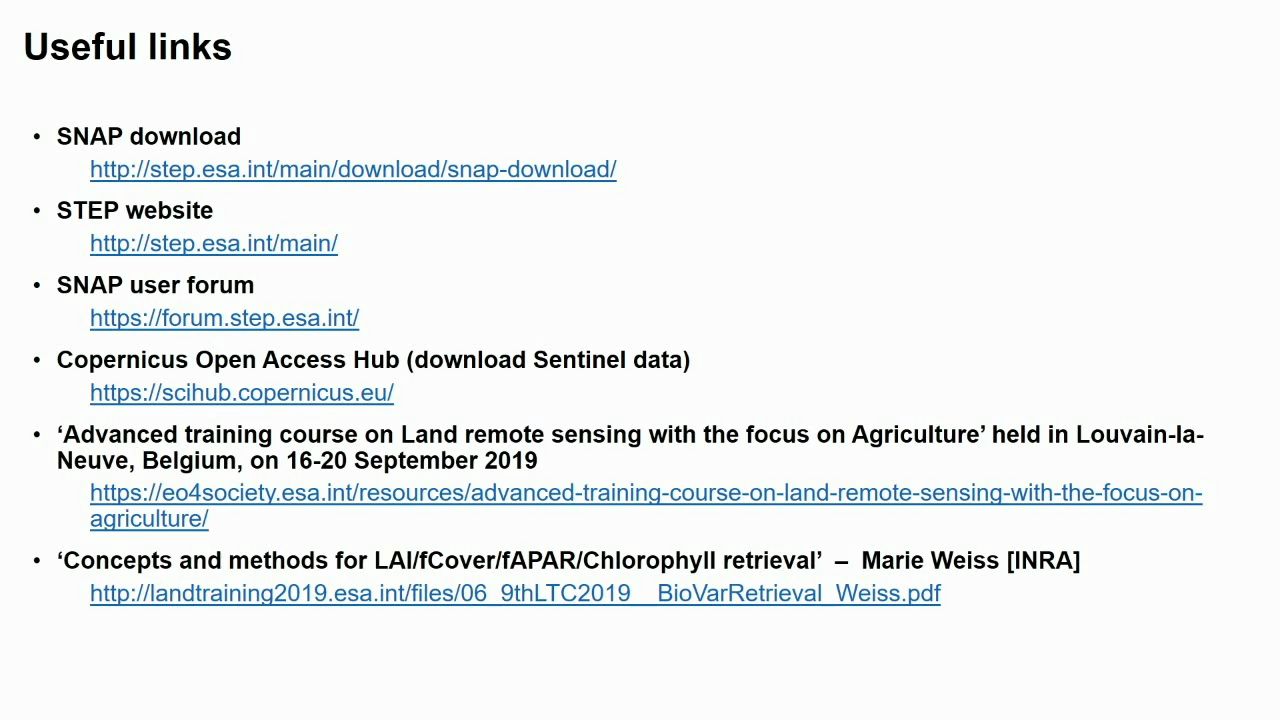 Useful links
• SNAP download
http://step.esa.int/main/download/snap-download/
• STEP website
http://step.esa.int/main/
• SNAP user forum
https://forum.step.esa.int/
• Copernicus Open Access Hub (download Sentinel data)
https://scihub.copernicus.eu/
• ‘Advanced training course on Land remote sensing with the focus on Agriculture’ held in Louvain-la-
Neuve, Belgium, on 16-20 September 2019
https://eo4society.esa.int/resources/advanced-training-course-on-land-remote-sensing-with-the-focus-on-
agriculture/
• ‘Concepts and methods for LAI/fCover/fAPAR/Chlorophyll retrieval’ – Marie Weiss [INRA]
http://landtraining2019.esa.int/files/06_9thLTC2019__BioVarRetrieval_Weiss.pdf